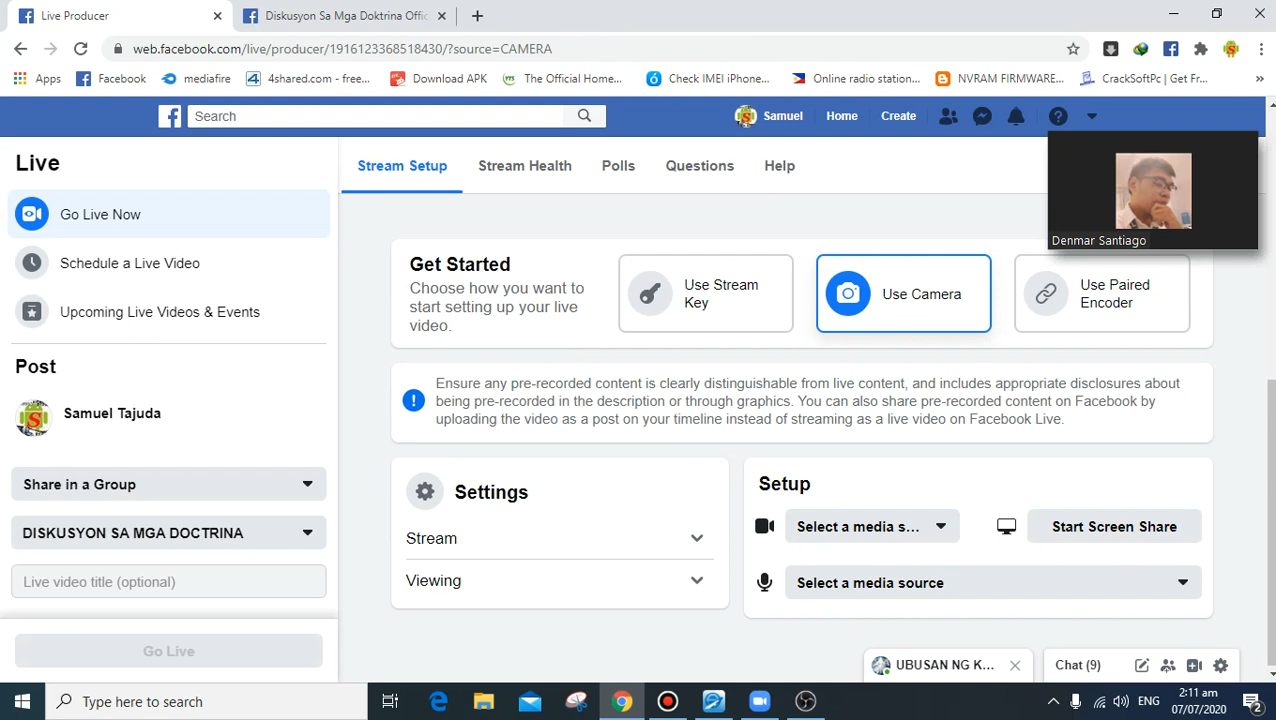 Live Producer
Diskusyon Sa Mga Doktrina Offic
web.facebook.com/live/producer/1916123368518430/?source=CAMERA
Apps
Facebook
mediafire
4shared.com - free...
Download APK
The Official Home...
Check IMEI iPhone...
Online radio station...
NVRAM FIRMWARE...
CrackSoftPc | Get Fr...
Search
Samuel
Home
Create
Live
Go Live Now
Schedule a Live Video
Upcoming Live Videos & Events
Post
Samuel Tajuda
Share in a Group
DISKUSYON SA MGA DOCTRINA
Live video title (optional)
Go Live
Stream Setup
Stream Health
Polls
Questions
Help
Denmar Santiago
Get Started
Choose how you want to
start setting up your live
video.
Use Stream
Key
Use Camera
Use Paired
Encoder
Ensure any pre-recorded content is clearly distinguishable from live content, and includes appropriate disclosures about
being pre-recorded in the description or through graphics. You can also share pre-recorded content on Facebook by
uploading the video as a post on your timeline instead of streaming as a live video on Facebook Live.
Settings
Stream
Viewing
Setup
Select a media s...
Start Screen Share
Select a media source
UBUSAN NG K...
Chat (9)
Type here to search
ENG
2:11 am
07/07/2020
2